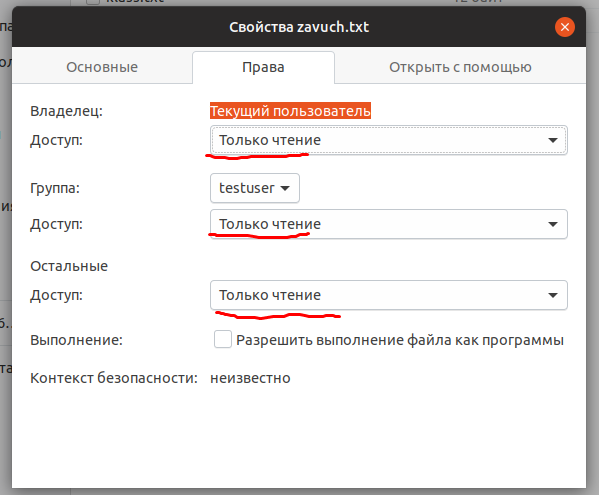 Свойства zavuch.txt
Основные Права Открыть с помощью
Владелец: Текущий пользователь
Доступ: Только чтение
Группа: testuser
Доступ: Только чтение
Остальные
Доступ: Только чтение
Выполнение: Разрешить выполнение файла как программы
Контекст безопасности: неизвестно